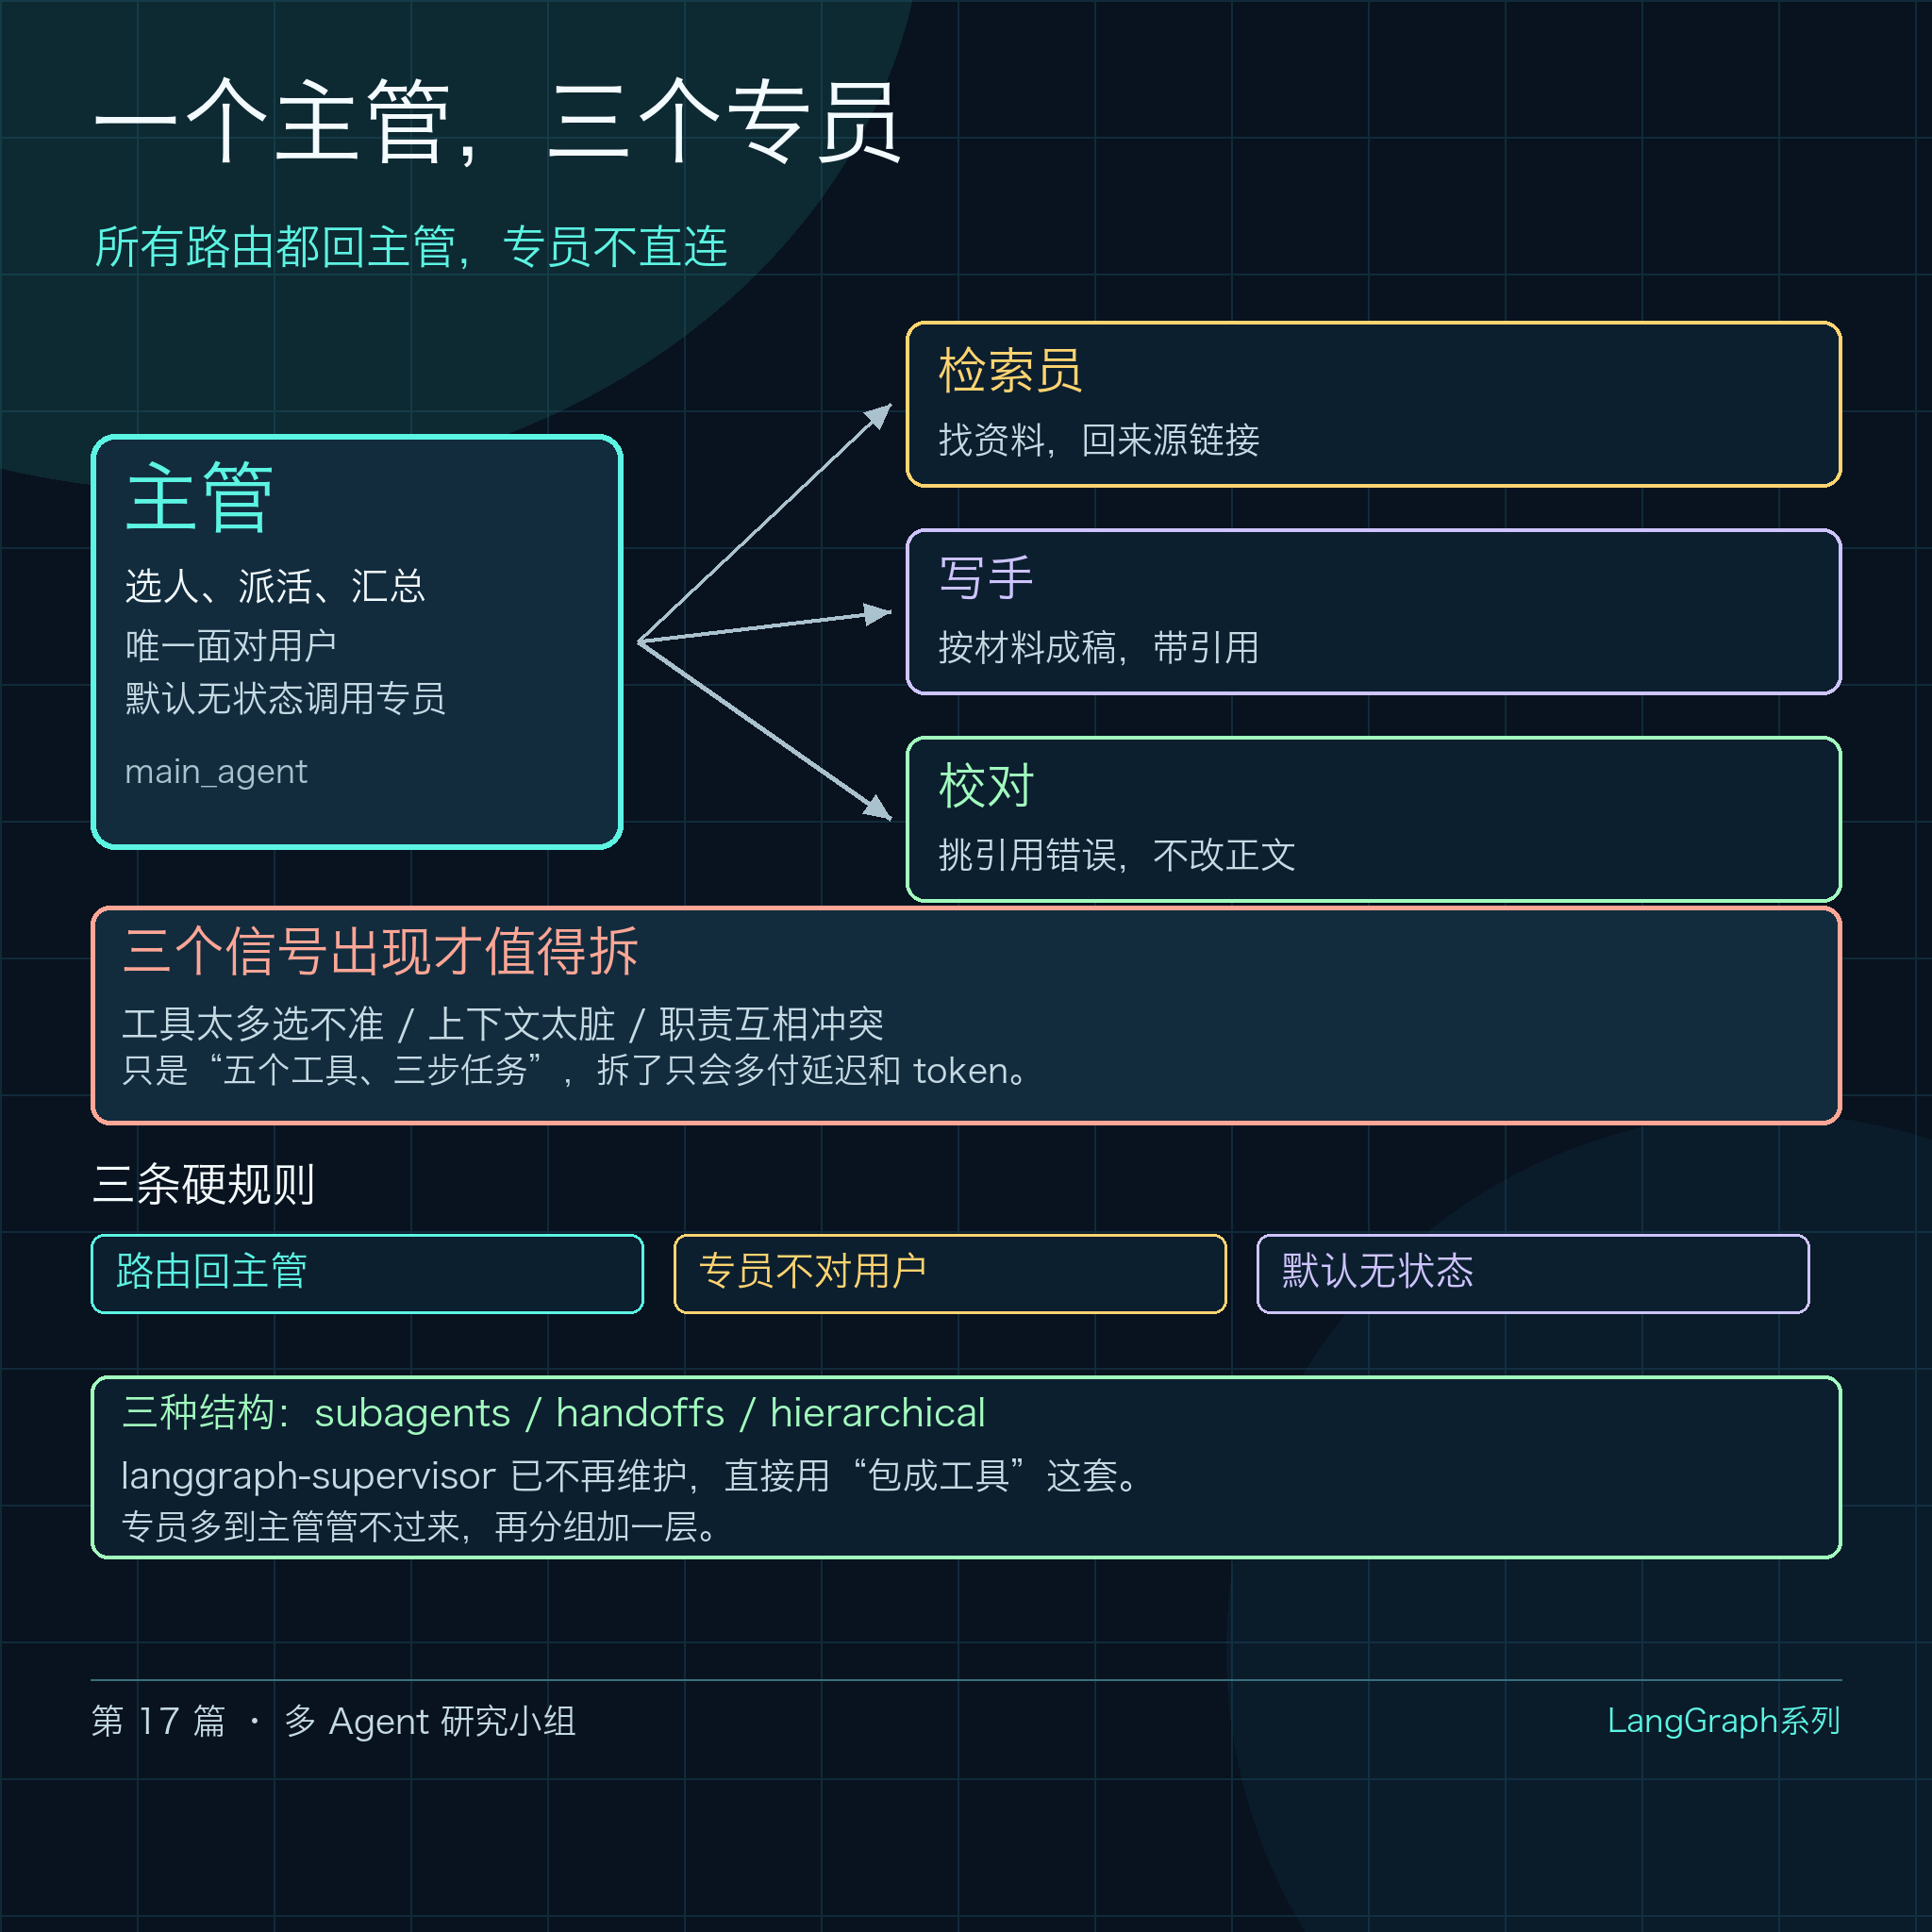 一个主管，三个专员
所有路由都回主管，专员不直连
主管
选人、派活、汇总
唯一面对用户
默认无状态调用专员
main_agent
检索员
找资料，回来源链接
写手
按材料成稿，带引用
校对
挑引用错误，不改正文
三个信号出现才值得拆
工具太多选不准 / 上下文太脏 / 职责互相冲突
只是“五个工具、三步任务”，拆了只会多付延迟和 token。
三条硬规则
路由回主管
专员不对用户
默认无状态
三种结构：subagents / handoffs / hierarchical
langgraph-supervisor 已不再维护，直接用“包成工具”这套。
专员多到主管管不过来，再分组加一层。
第 17 篇 · 多 Agent 研究小组
LangGraph系列